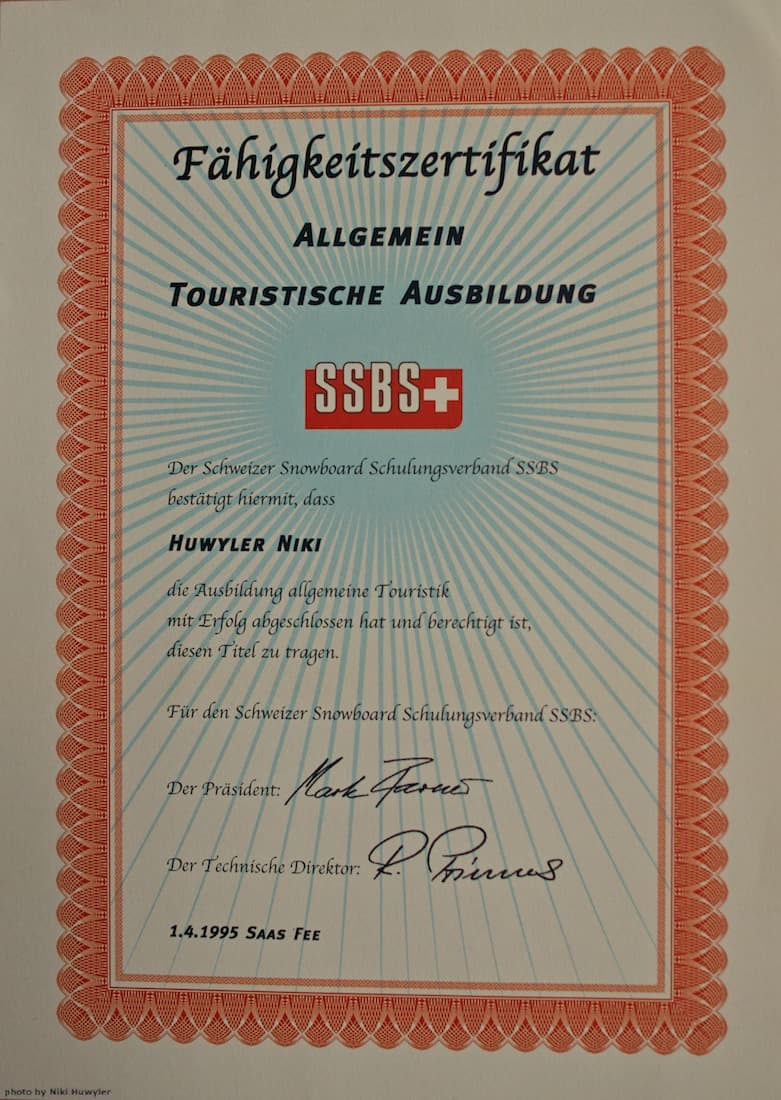 Fähigkeitszertifikat
ALLGEMEIN
TOURISTISCHE AUSBILDUNG
SSBS
Der Schweizer Snowboard Schulungsverband SSBS
bestätigt hiermit, dass
HUWYLER NIKI
die Ausbildung allgemeine Touristik
mit Erfolg abgeschlossen hat und berechtigt ist,
diesen Titel zu tragen.
Für den Schweizer Snowboard Schulungsverband SSBS:
Der Präsident: Mark
Der Technische Direktor: R.
1.4.1995 SAAS FEE
photo by Niki Huwyler